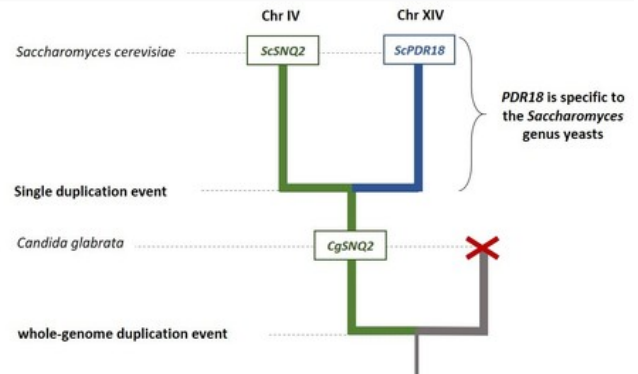 Chr IV
Chr XIV
Saccharomyces cerevisiae
ScSNQ2
ScPDR18
PDR18 is specific to
the Saccharomyces
genus yeasts
Single duplication event
Candida glabrata
CgSNQ2
whole-genome duplication event